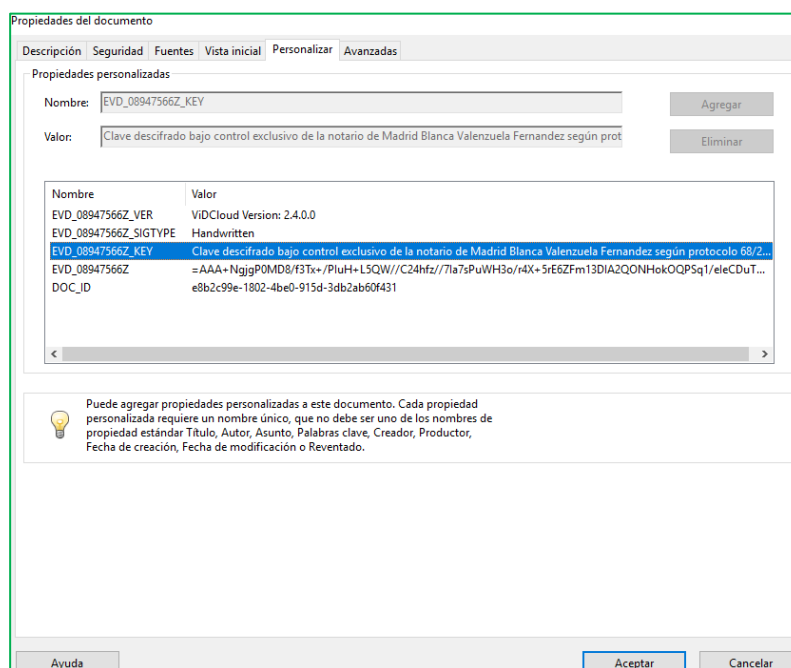 Propiedades del documento
Descripción Seguridad Fuentes Vista inicial Personalizar Avanzadas
Propiedades personalizadas
Nombre: EVD_08947566Z_KEY Agregar
Valor: Clave descifrado bajo control exclusivo de la notario de Madrid Blanca Valenzuela Fernandez según prot Eliminar
Nombre Valor
EVD_08947566Z_VER ViDCloud Version: 2.4.0.0
EVD_08947566Z_SIGTYPE Handwritten
EVD_08947566Z_KEY Clave descifrado bajo control exclusivo de la notario de Madrid Blanca Valenzuela Fernandez según protocolo 68/2...
EVD_08947566Z =AAA+NgjgP0MD8/f3Tx+/PluH+L5QW//C24hfz//7la7sPuWH3o/r4X+5rE6ZFm13DIA2QONHokOQPSq1/eleCDuT...
DOC_ID e8b2c99e-1802-4be0-915d-3db2ab60f431
Puede agregar propiedades personalizadas a este documento. Cada propiedad
personalizada requiere un nombre único, que no debe ser uno de los nombres de
propiedad estándar Título, Autor, Asunto, Palabras clave, Creador, Productor,
Fecha de creación, Fecha de modificación o Reventado.
Ayuda Aceptar Cancelar